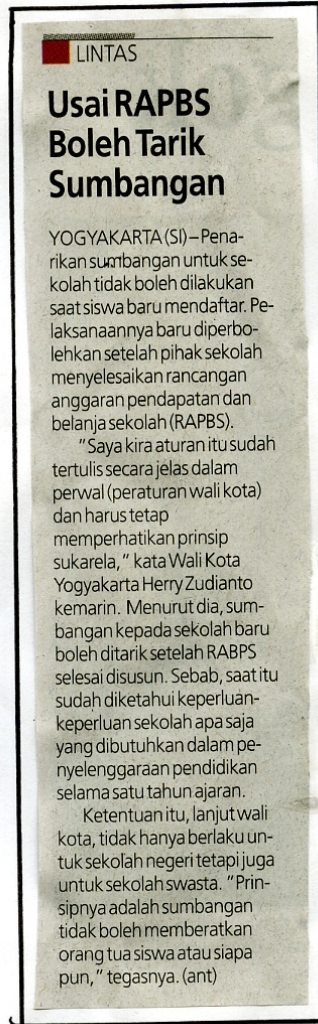 LINTAS
Usai RAPBS
Boleh Tarik
Sumbangan
YOGYAKARTA (SI) – Pena-
rikan sumbangan untuk se-
kolah tidak boleh dilakukan
saat siswa baru mendaftar. Pe-
laksanaannya baru diperbo-
lehkan setelah pihak sekolah
menyelesaikan rancangan
anggaran pendapatan dan
belanja sekolah (RAPBS).
"Saya kira aturan itu sudah
tertulis secara jelas dalam
perwal (peraturan wali kota)
dan harus tetap
memperhatikan prinsip
sukarela," kata Wali Kota
Yogyakarta Herry Zudianto
kemarin. Menurut dia, sum-
bangan kepada sekolah baru
boleh ditarik setelah RABPS
selesai disusun. Sebab, saat itu
sudah diketahui keperluan-
keperluan sekolah apa saja
yang dibutuhkan dalam pe-
nyelenggaraan pendidikan
selama satu tahun ajaran.
Ketentuan itu, lanjut wali
kota, tidak hanya berlaku un-
tuk sekolah negeri tetapi juga
untuk sekolah swasta. "Prin-
sipnya adalah sumbangan
tidak boleh memberatkan
orang tua siswa atau siapa
pun," tegasnya. (ant)